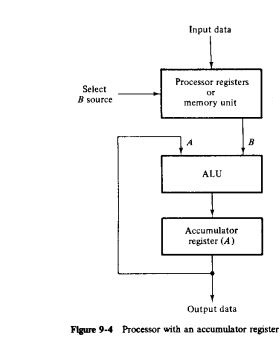 Input data
Processor registers
or
memory unit
Select
B source
A
B
ALU
Accumulator
register (A)
Output data
Figure 9-4 Processor with an accumulator register